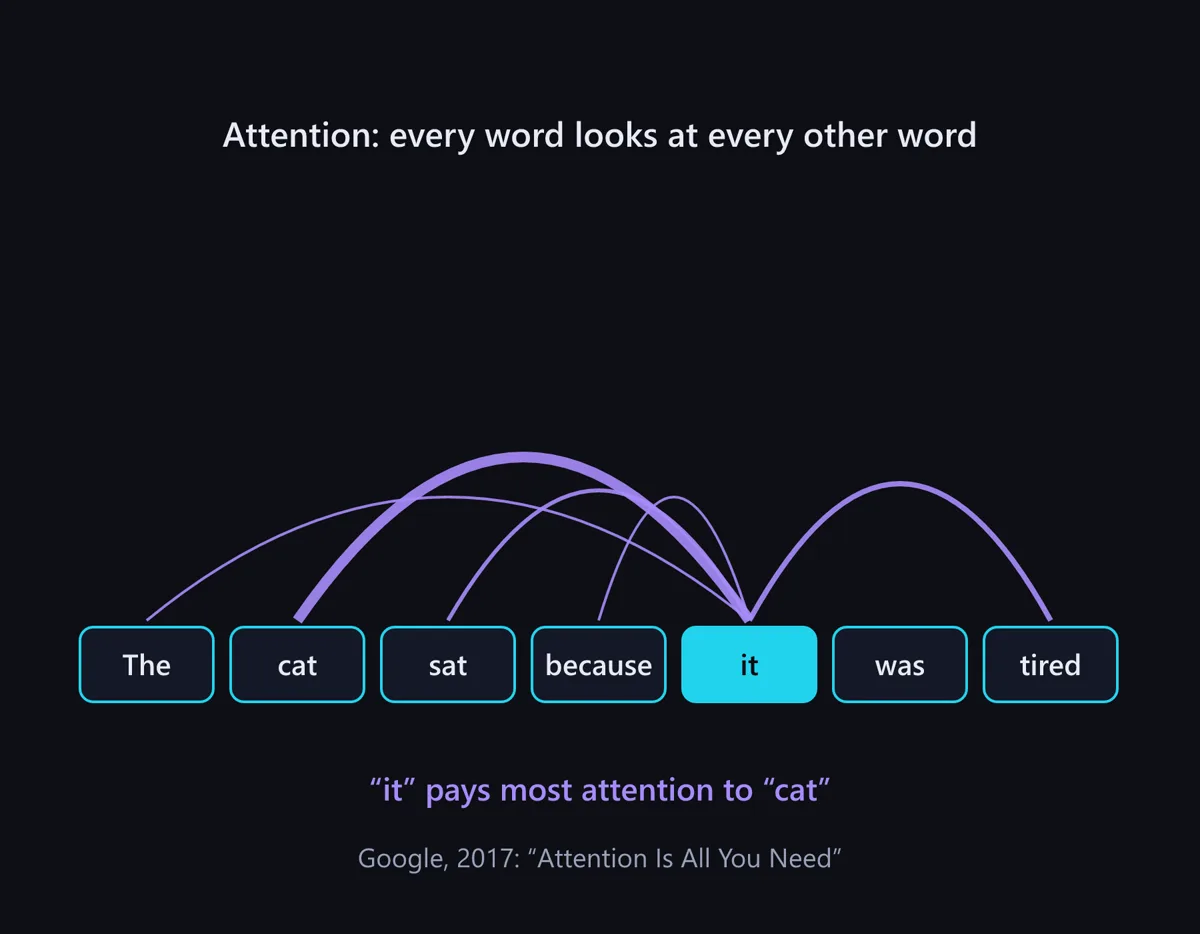 Attention: every word looks at every other word
The cat sat because it was tired
“it” pays most attention to “cat”
Google, 2017: “Attention Is All You Need”